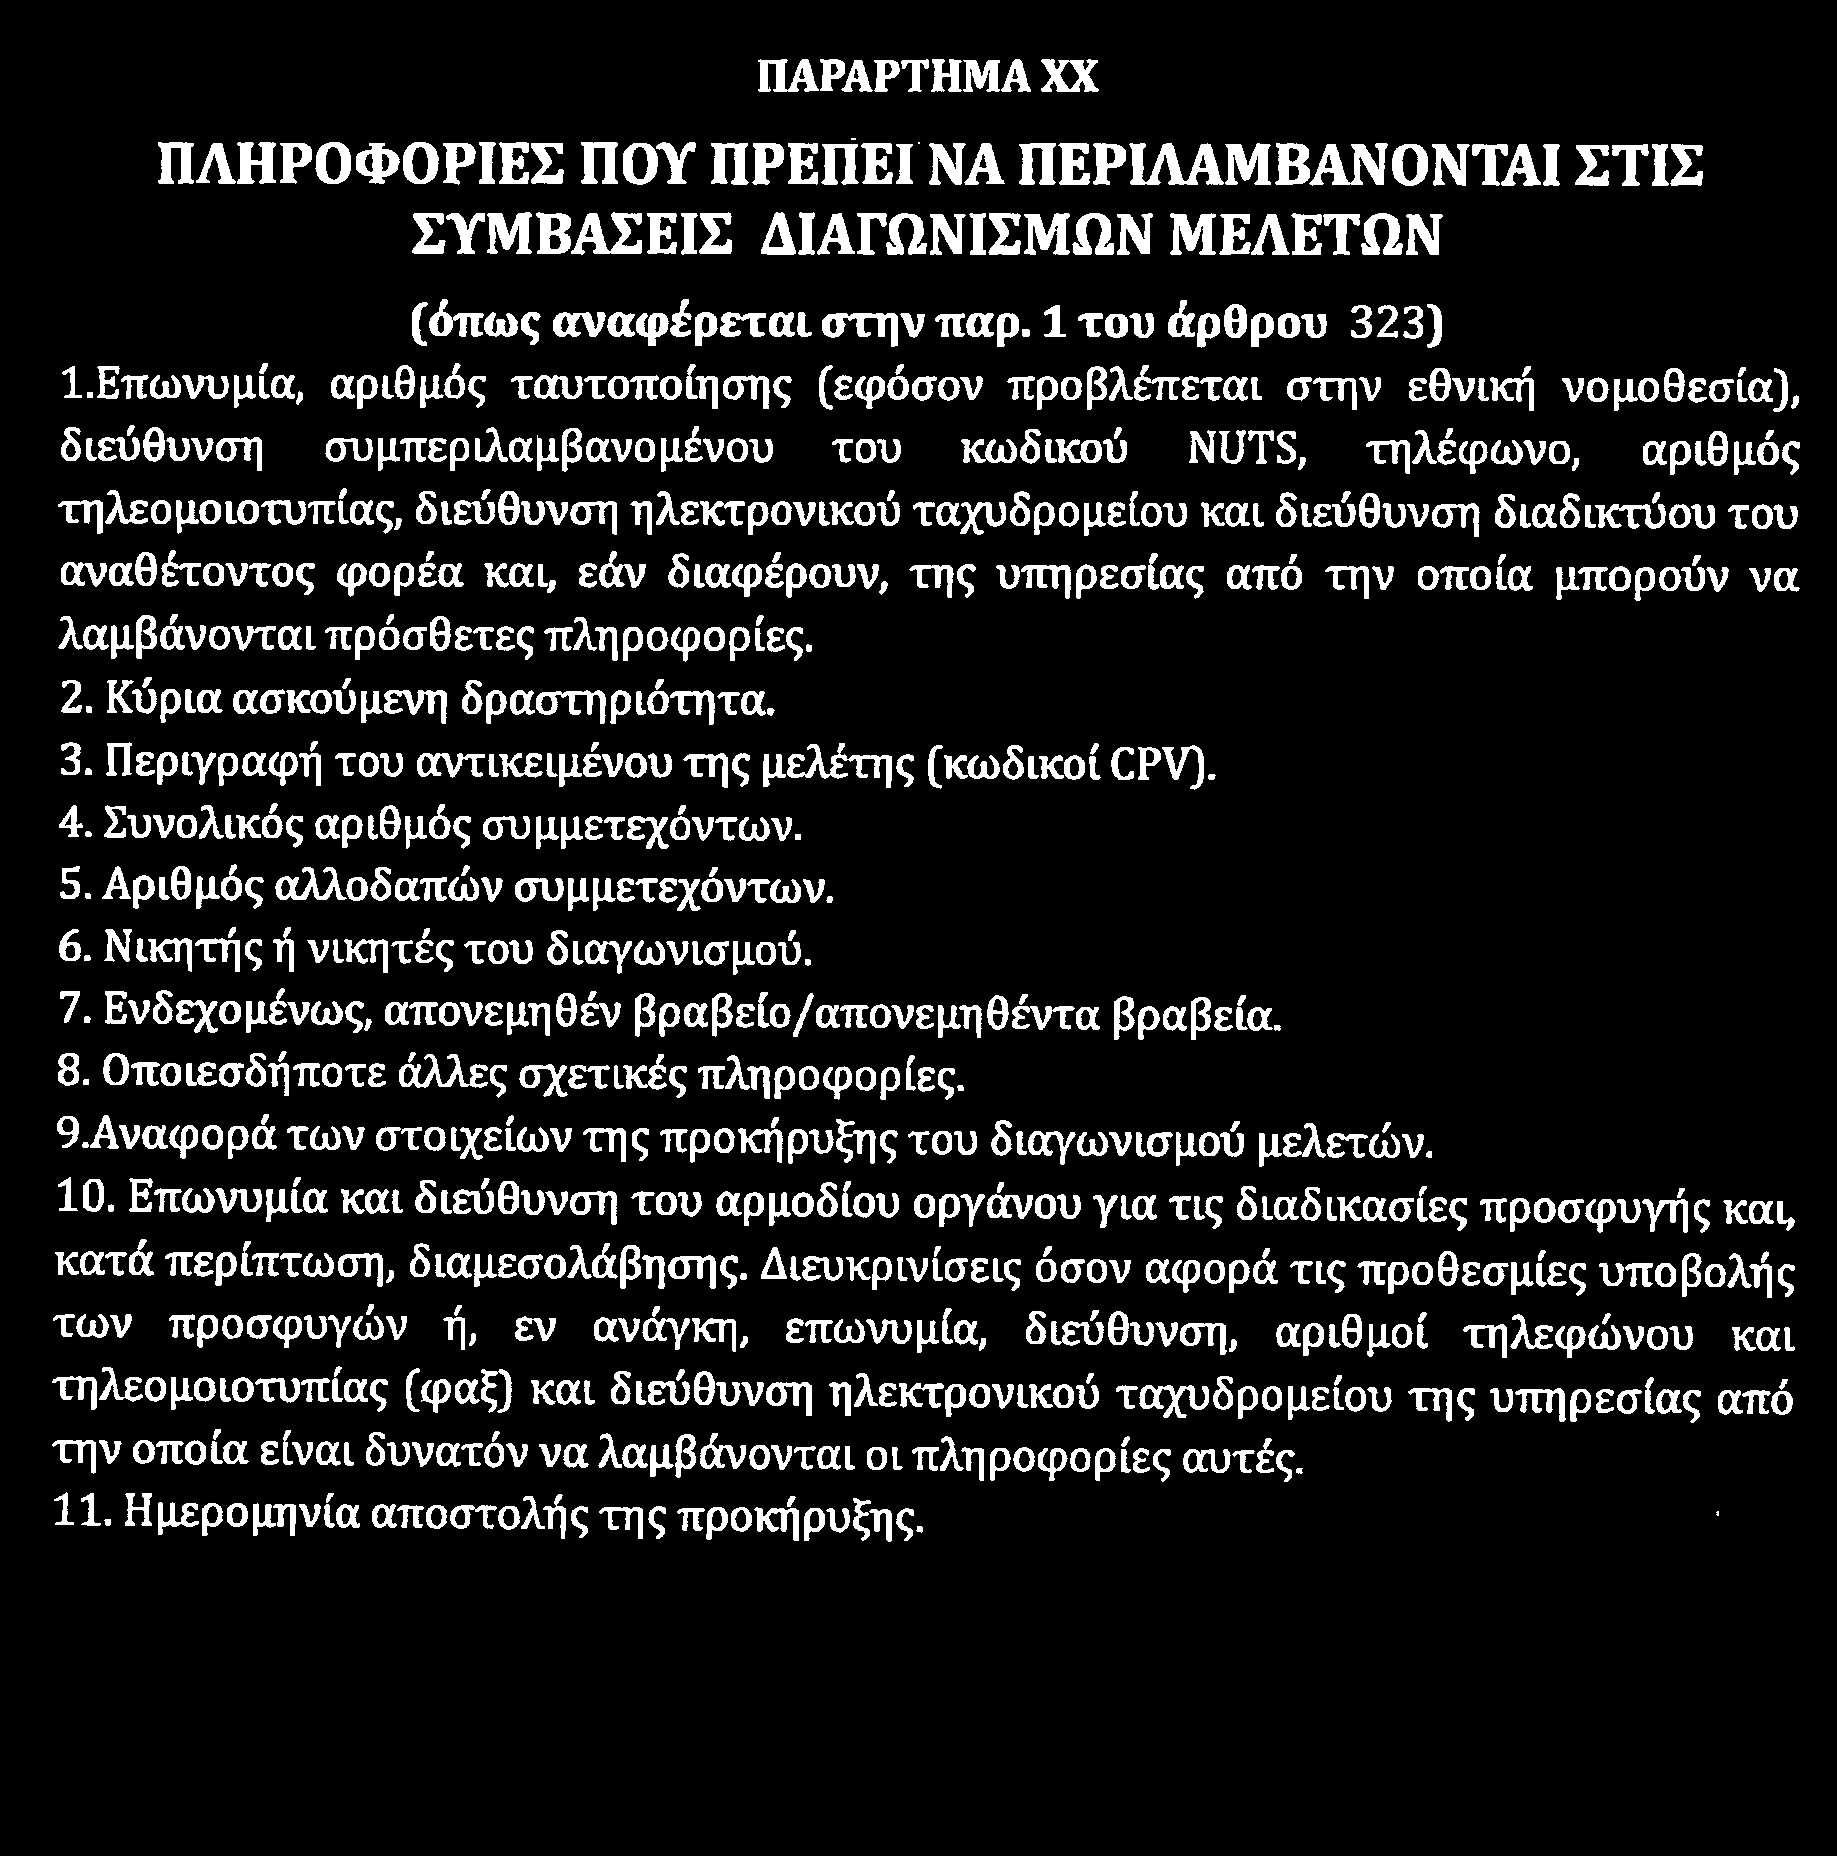 ΠΑΡΑΡΤΗΜΑ ΧΧ
ΠΛΗΡΟΦΟΡΙΕΣ ΠΟΥ ΠΡΕΠΕΙ ΝΑ ΠΕΡΙΛΑΜΒΑΝΟΝΤΑΙ ΣΤΙΣ
ΣΥΜΒΑΣΕΙΣ ΔΙΑΓΩΝΙΣΜΩΝ ΜΕΛΕΤΩΝ
(όπως αναφέρεται στην παρ. 1 του άρθρου 323)
1.Επωνυμία, αριθμός ταυτοποίησης (εφόσον προβλέπεται στην εθνική νομοθεσία),
διεύθυνση συμπεριλαμβανομένου του κωδικού NUTS, τηλέφωνο, αριθμός
τηλεομοιοτυπίας, διεύθυνση ηλεκτρονικού ταχυδρομείου και διεύθυνση διαδικτύου του
αναθέτοντος φορέα και, εάν διαφέρουν, της υπηρεσίας από την οποία μπορούν να
λαμβάνονται πρόσθετες πληροφορίες.
2. Κύρια ασκούμενη δραστηριότητα.
3. Περιγραφή του αντικειμένου της μελέτης (κωδικοί CPV).
4. Συνολικός αριθμός συμμετεχόντων.
5. Αριθμός αλλοδαπών συμμετεχόντων.
6. Νικητής ή νικητές του διαγωνισμού.
7. Ενδεχομένως, απονεμηθέν βραβείο/απονεμηθέντα βραβεία.
8. Οποιεσδήποτε άλλες σχετικές πληροφορίες.
9.Αναφορά των στοιχείων της προκήρυξης του διαγωνισμού μελετών.
10. Επωνυμία και διεύθυνση του αρμοδίου οργάνου για τις διαδικασίες προσφυγής και,
κατά περίπτωση, διαμεσολάβησης. Διευκρινίσεις όσον αφορά τις προθεσμίες υποβολής
των προσφυγών ή, εν ανάγκη, επωνυμία, διεύθυνση, αριθμοί τηλεφώνου και
τηλεομοιοτυπίας (φαξ) και διεύθυνση ηλεκτρονικού ταχυδρομείου της υπηρεσίας από
την οποία είναι δυνατόν να λαμβάνονται οι πληροφορίες αυτές.
11. Ημερομηνία αποστολής της προκήρυξης.